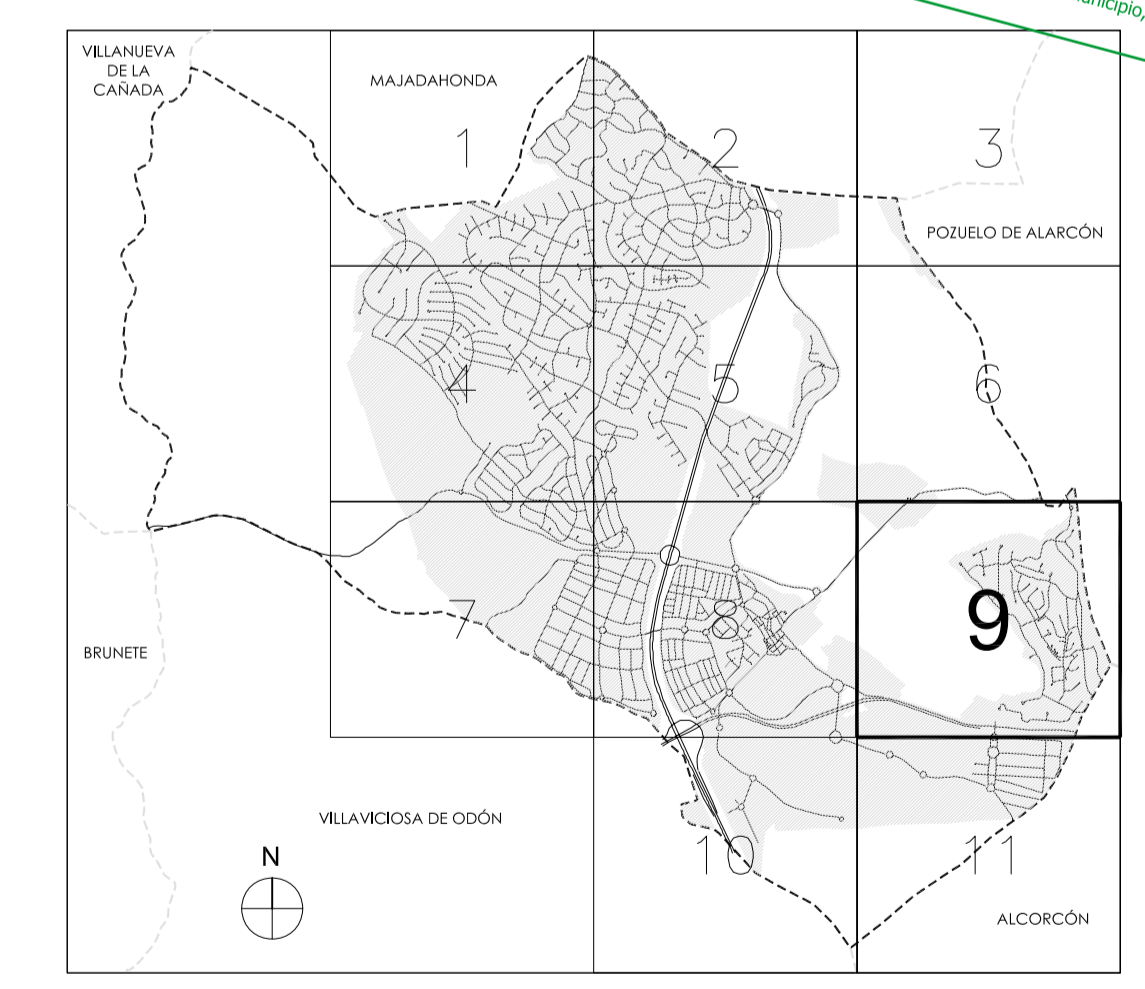 municipio,
VILLANUEVA
DE LA
CAÑADA
MAJADAHONDA
1
2
3
POZUELO DE ALARCÓN
4
5
6
7
8
9
BRUNETE
VILLAVICIOSA DE ODÓN
N
10
11
ALCORCÓN